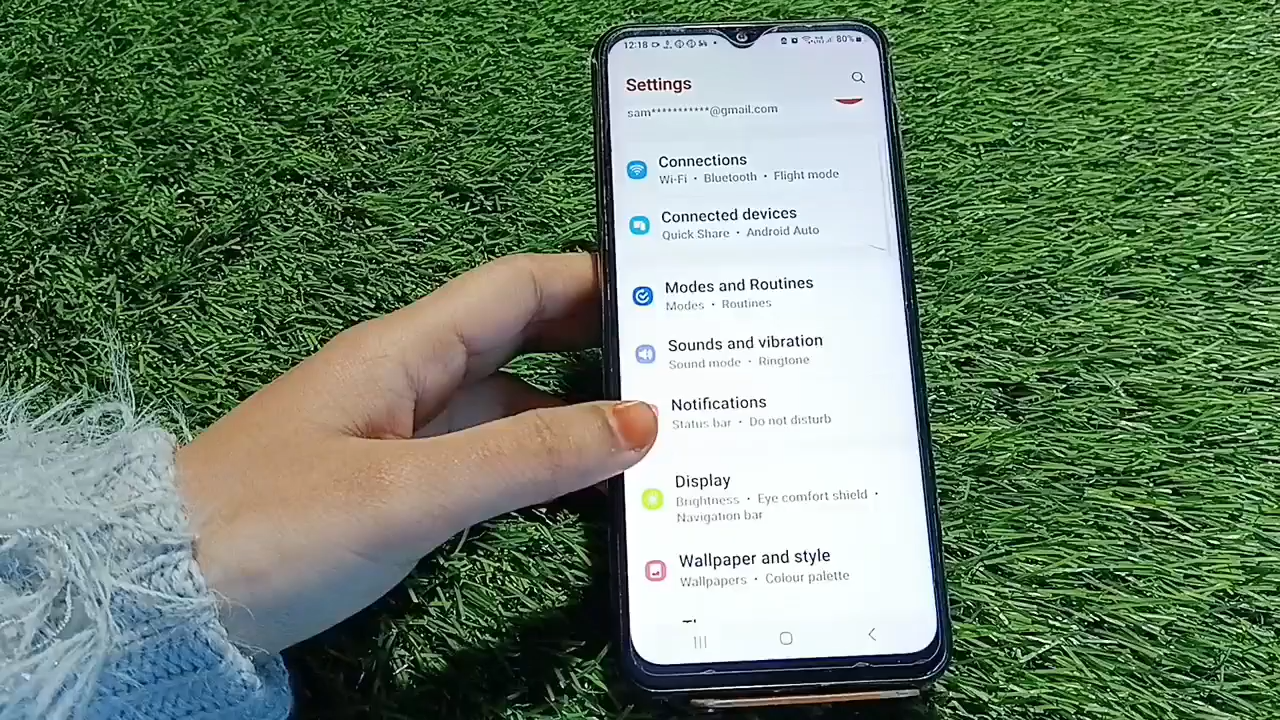 12:18
80%
Settings
sam***********@gmail.com
Connections
Wi-Fi • Bluetooth • Flight mode
Connected devices
Quick Share • Android Auto
Modes and Routines
Modes • Routines
Sounds and vibration
Sound mode • Ringtone
Notifications
Status bar • Do not disturb
Display
Brightness • Eye comfort shield •
Navigation bar
Wallpaper and style
Wallpapers • Colour palette